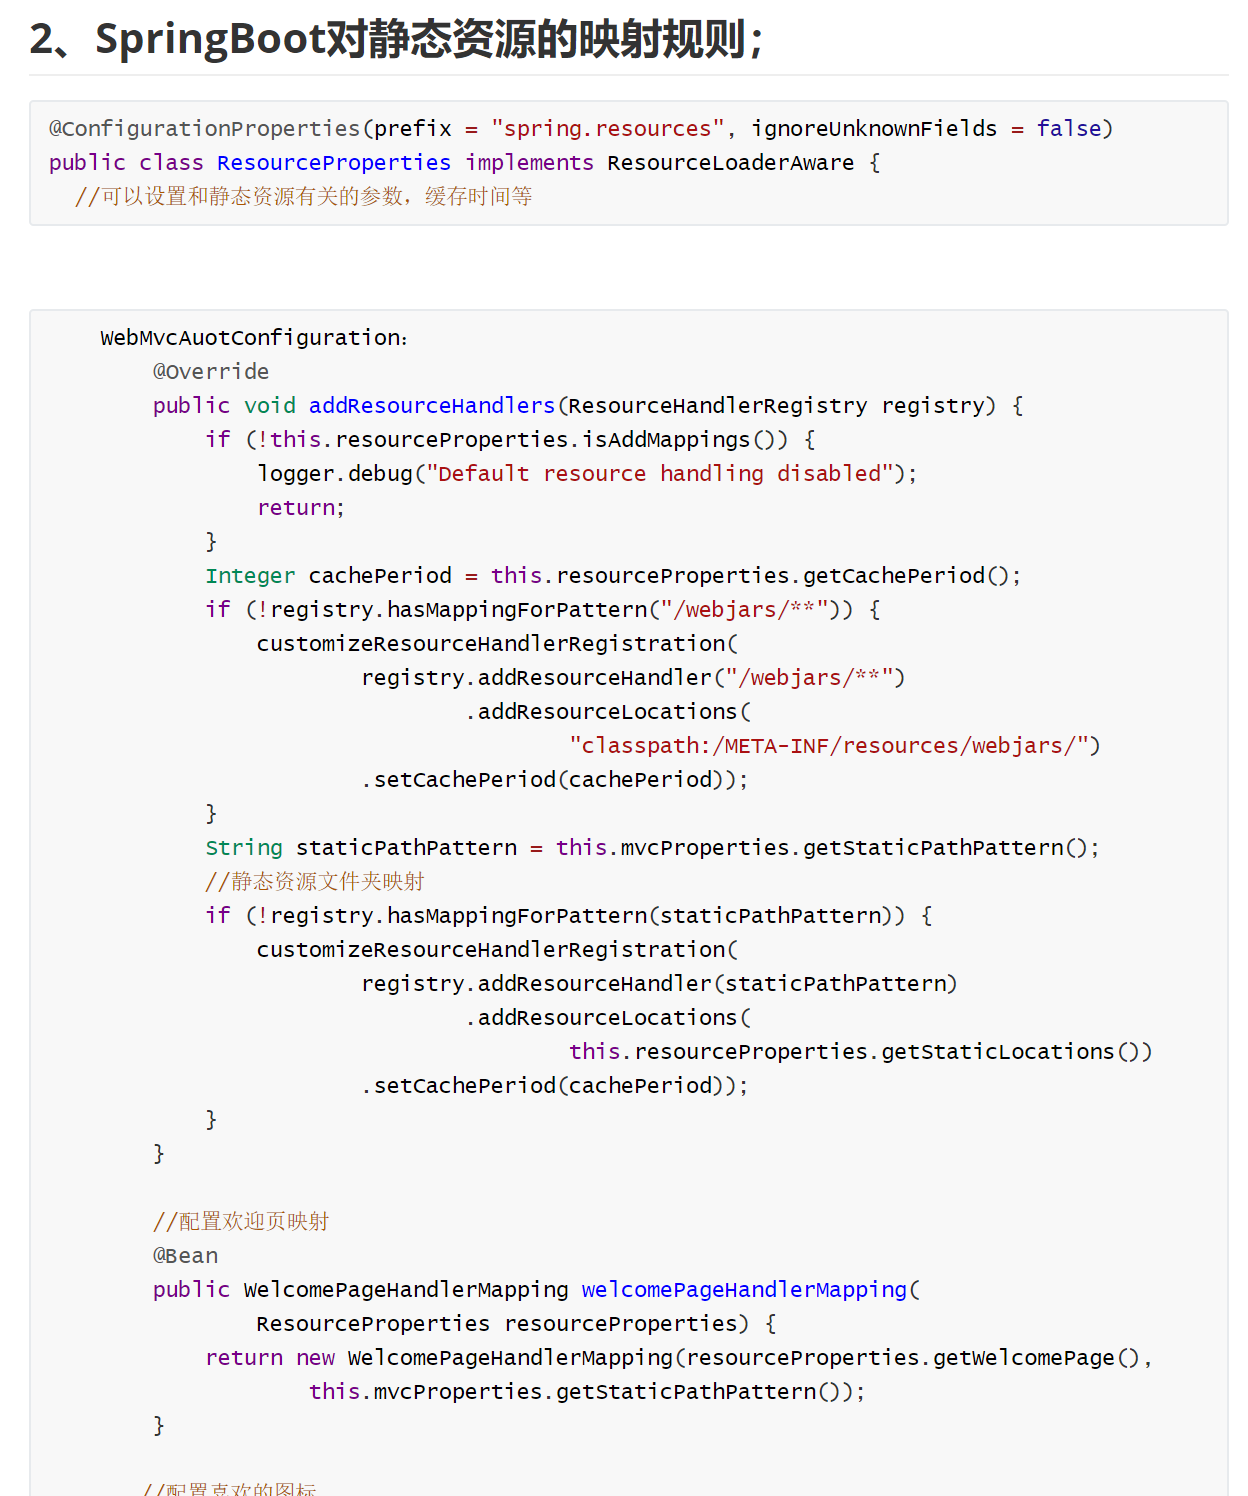 2、SpringBoot对静态资源的映射规则；
@ConfigurationProperties(prefix = "spring.resources", ignoreUnknownFields = false)
public class ResourceProperties implements ResourceLoaderAware {
  //可以设置和静态资源有关的参数，缓存时间等
    WebMvcAuotConfiguration：
        @Override
        public void addResourceHandlers(ResourceHandlerRegistry registry) {
            if (!this.resourceProperties.isAddMappings()) {
                logger.debug("Default resource handling disabled");
                return;
            }
            Integer cachePeriod = this.resourceProperties.getCachePeriod();
            if (!registry.hasMappingForPattern("/webjars/**")) {
                customizeResourceHandlerRegistration(
                        registry.addResourceHandler("/webjars/**")
                                .addResourceLocations(
                                        "classpath:/META-INF/resources/webjars/")
                        .setCachePeriod(cachePeriod));
            }
            String staticPathPattern = this.mvcProperties.getStaticPathPattern();
            //静态资源文件夹映射
            if (!registry.hasMappingForPattern(staticPathPattern)) {
                customizeResourceHandlerRegistration(
                        registry.addResourceHandler(staticPathPattern)
                                .addResourceLocations(
                                        this.resourceProperties.getStaticLocations())
                        .setCachePeriod(cachePeriod));
            }
        }
        //配置欢迎页映射
        @Bean
        public WelcomePageHandlerMapping welcomePageHandlerMapping(
                ResourceProperties resourceProperties) {
            return new WelcomePageHandlerMapping(resourceProperties.getWelcomePage(),
                    this.mvcProperties.getStaticPathPattern());
        }
       //配置喜欢的图标